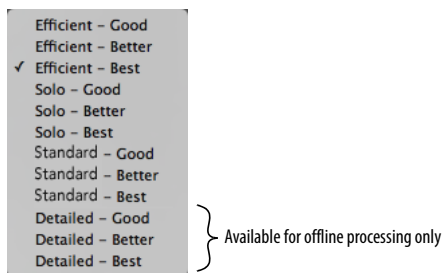 Efficient – Good
Efficient – Better
✓ Efficient – Best
Solo – Good
Solo – Better
Solo – Best
Standard – Good
Standard – Better
Standard – Best
Detailed – Good
Detailed – Better
Detailed – Best
Available for offline processing only